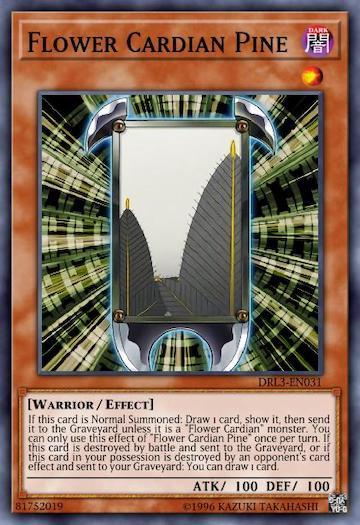 FLOWER CARDIAN PINE
DARK
闇
DRL3-EN031
[WARRIOR / EFFECT]
If this card is Normal Summoned: Draw 1 card, show it, then send
it to the Graveyard unless it is a "Flower Cardian" monster. You
can only use this effect of "Flower Cardian Pine" once per turn. If
this card is destroyed by battle and sent to the Graveyard, or if
this card in your possession is destroyed by an opponent's card
effect and sent to your Graveyard: You can draw 1 card.
ATK/ 100 DEF/ 100
81752019
©1996 KAZUKI TAKAHASHI